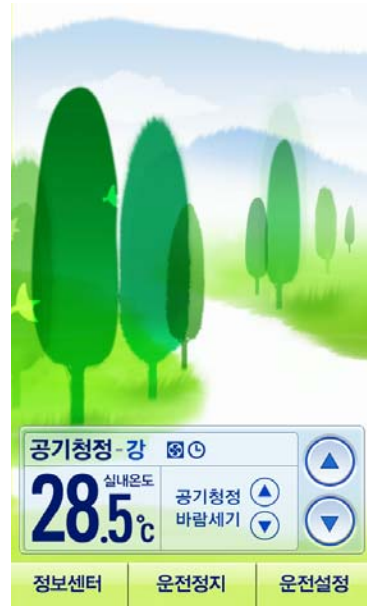 공기청정-강
실내온도
28.5℃
공기청정
바람세기
정보센터
운전정지
운전설정